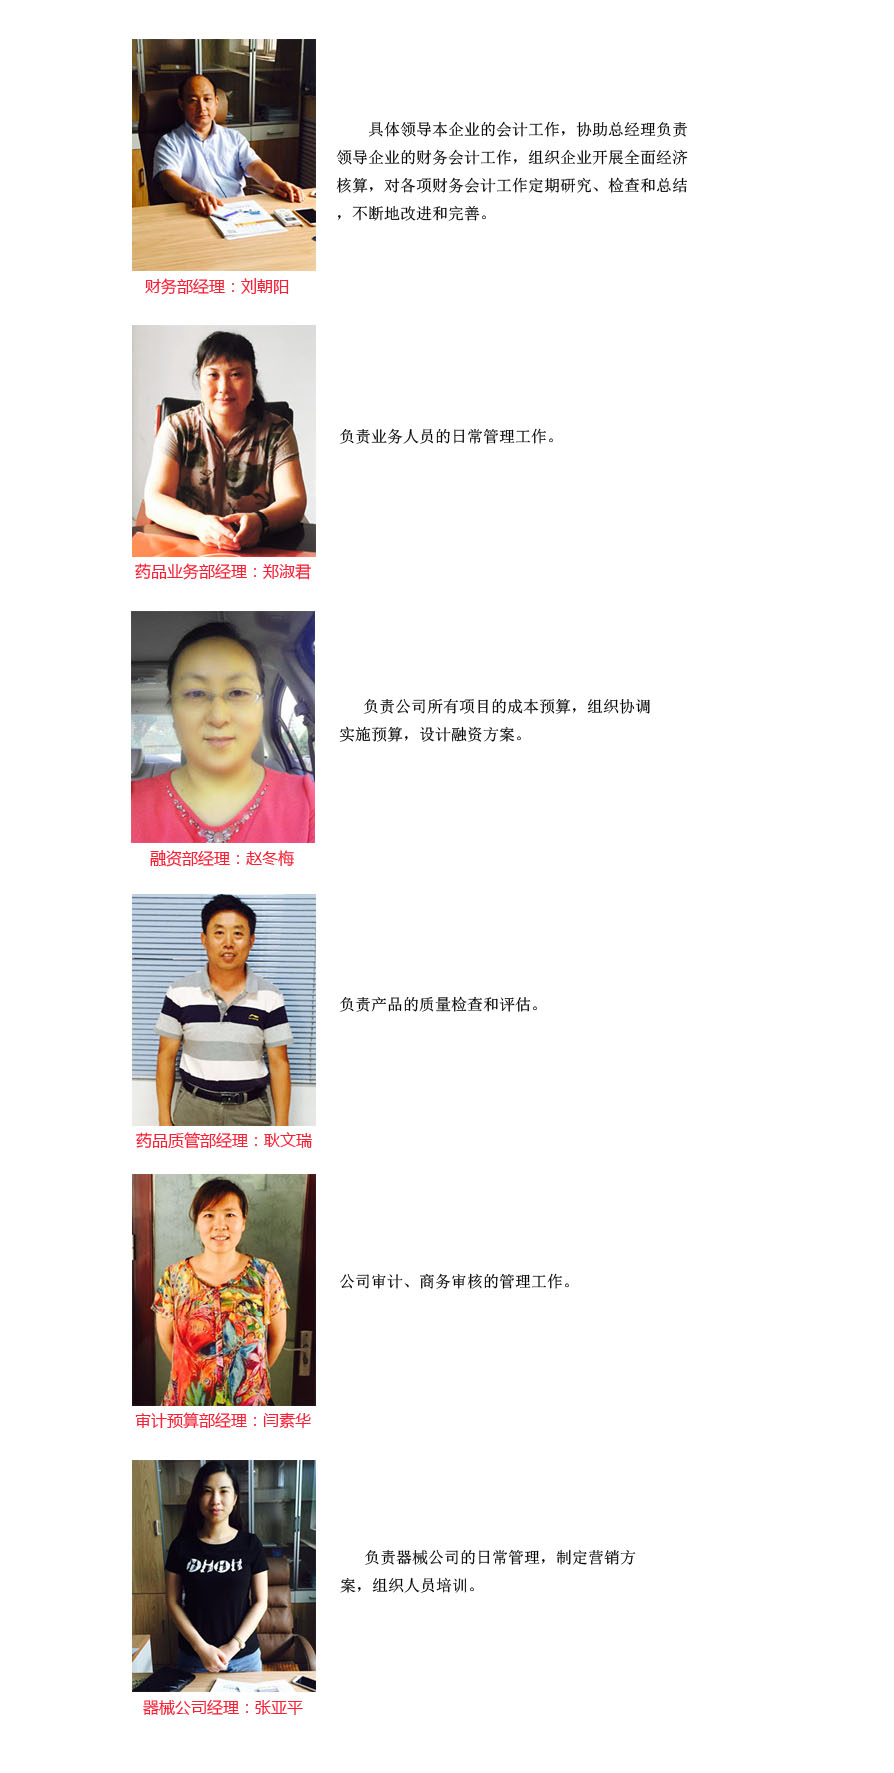 具体领导本企业的会计工作，协助总经理负责
领导企业的财务会计工作，组织企业开展全面经济
核算，对各项财务会计工作定期研究、检查和总结
，不断地改进和完善。
财务部经理：刘朝阳
负责业务人员的日常管理工作。
药品业务部经理：郑淑君
负责公司所有项目的成本预算，组织协调
实施预算，设计融资方案。
融资部经理：赵冬梅
负责产品的质量检查和评估。
药品质管部经理：耿文瑞
公司审计、商务审核的管理工作。
审计预算部经理：闫素华
负责器械公司的日常管理，制定营销方
案，组织人员培训。
器械公司经理：张亚平